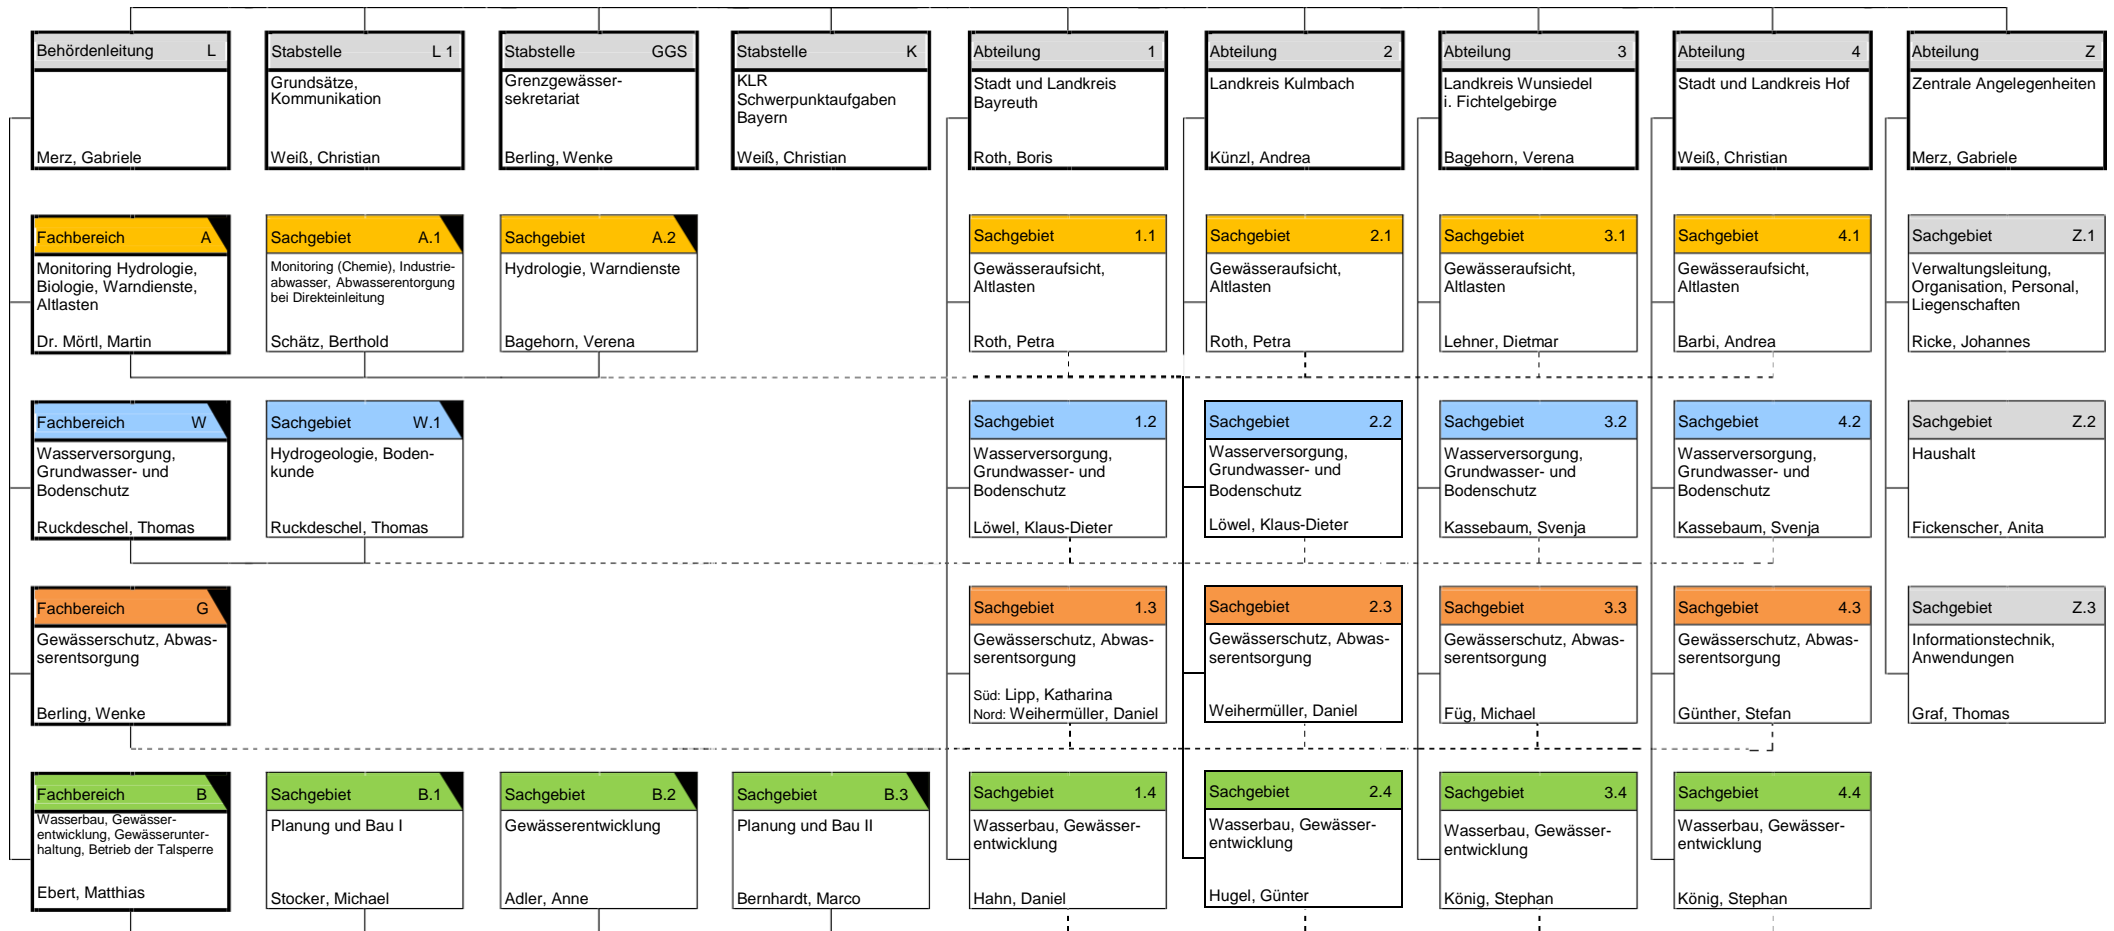 Behördenleitung L
Merz, Gabriele
Stabstelle L 1
Grundsätze,
Kommunikation
Weiß, Christian
Stabstelle GGS
Grenzgewässer-
sekretariat
Berling, Wenke
Stabstelle K
KLR
Schwerpunktaufgaben
Bayern
Weiß, Christian
Abteilung 1
Stadt und Landkreis
Bayreuth
Roth, Boris
Abteilung 2
Landkreis Kulmbach
Künzl, Andrea
Abteilung 3
Landkreis Wunsiedel
i. Fichtelgebirge
Bagehorn, Verena
Abteilung 4
Stadt und Landkreis Hof
Weiß, Christian
Abteilung Z
Zentrale Angelegenheiten
Merz, Gabriele
Fachbereich A
Monitoring Hydrologie,
Biologie, Warndienste,
Altlasten
Dr. Mörtl, Martin
Sachgebiet A.1
Monitoring (Chemie), Industrie-
abwasser, Abwasserentorgung
bei Direkteinleitung
Schätz, Berthold
Sachgebiet A.2
Hydrologie, Warndienste
Bagehorn, Verena
Sachgebiet 1.1
Gewässeraufsicht,
Altlasten
Roth, Petra
Sachgebiet 2.1
Gewässeraufsicht,
Altlasten
Roth, Petra
Sachgebiet 3.1
Gewässeraufsicht,
Altlasten
Lehner, Dietmar
Sachgebiet 4.1
Gewässeraufsicht,
Altlasten
Barbi, Andrea
Sachgebiet Z.1
Verwaltungsleitung,
Organisation, Personal,
Liegenschaften
Ricke, Johannes
Fachbereich W
Wasserversorgung,
Grundwasser- und
Bodenschutz
Ruckdeschel, Thomas
Sachgebiet W.1
Hydrogeologie, Boden-
kunde
Ruckdeschel, Thomas
Sachgebiet 1.2
Wasserversorgung,
Grundwasser- und
Bodenschutz
Löwel, Klaus-Dieter
Sachgebiet 2.2
Wasserversorgung,
Grundwasser- und
Bodenschutz
Löwel, Klaus-Dieter
Sachgebiet 3.2
Wasserversorgung,
Grundwasser- und
Bodenschutz
Kassebaum, Svenja
Sachgebiet 4.2
Wasserversorgung,
Grundwasser- und
Bodenschutz
Kassebaum, Svenja
Sachgebiet Z.2
Haushalt
Fickenscher, Anita
Fachbereich G
Gewässerschutz, Abwas-
serentsorgung
Berling, Wenke
Sachgebiet 1.3
Gewässerschutz, Abwas-
serentsorgung
Süd: Lipp, Katharina
Nord: Weihermüller, Daniel
Sachgebiet 2.3
Gewässerschutz, Abwas-
serentsorgung
Weihermüller, Daniel
Sachgebiet 3.3
Gewässerschutz, Abwas-
serentsorgung
Füg, Michael
Sachgebiet 4.3
Gewässerschutz, Abwas-
serentsorgung
Günther, Stefan
Sachgebiet Z.3
Informationstechnik,
Anwendungen
Graf, Thomas
Fachbereich B
Wasserbau, Gewässer-
entwicklung, Gewässerunter-
haltung, Betrieb der Talsperre
Ebert, Matthias
Sachgebiet B.1
Planung und Bau I
Stocker, Michael
Sachgebiet B.2
Gewässerentwicklung
Adler, Anne
Sachgebiet B.3
Planung und Bau II
Bernhardt, Marco
Sachgebiet 1.4
Wasserbau, Gewässer-
entwicklung
Hahn, Daniel
Sachgebiet 2.4
Wasserbau, Gewässer-
entwicklung
Hugel, Günter
Sachgebiet 3.4
Wasserbau, Gewässer-
entwicklung
König, Stephan
Sachgebiet 4.4
Wasserbau, Gewässer-
entwicklung
König, Stephan